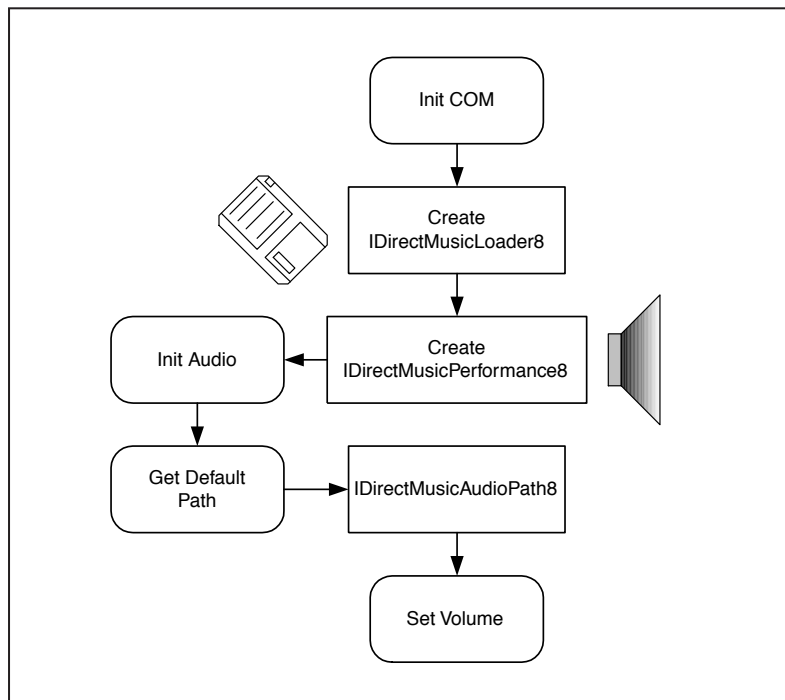 Init COM
Create
IDirectMusicLoader8
Create
IDirectMusicPerformance8
Init Audio
Get Default
Path
IDirectMusicAudioPath8
Set Volume